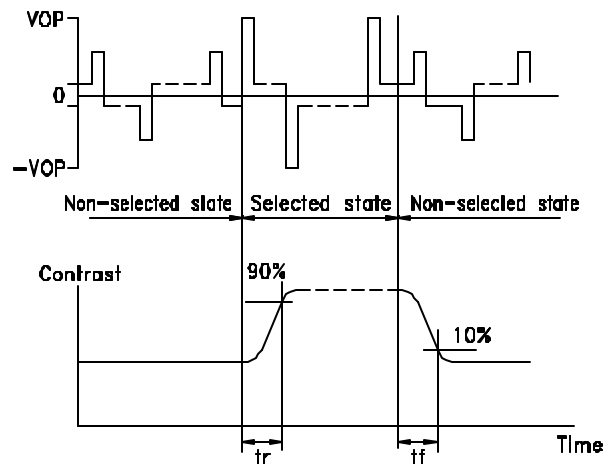 VOP
0
-VOP
Non-selected state Selected state Non-selected state
Contrast
90%
10%
Time
tr
tf